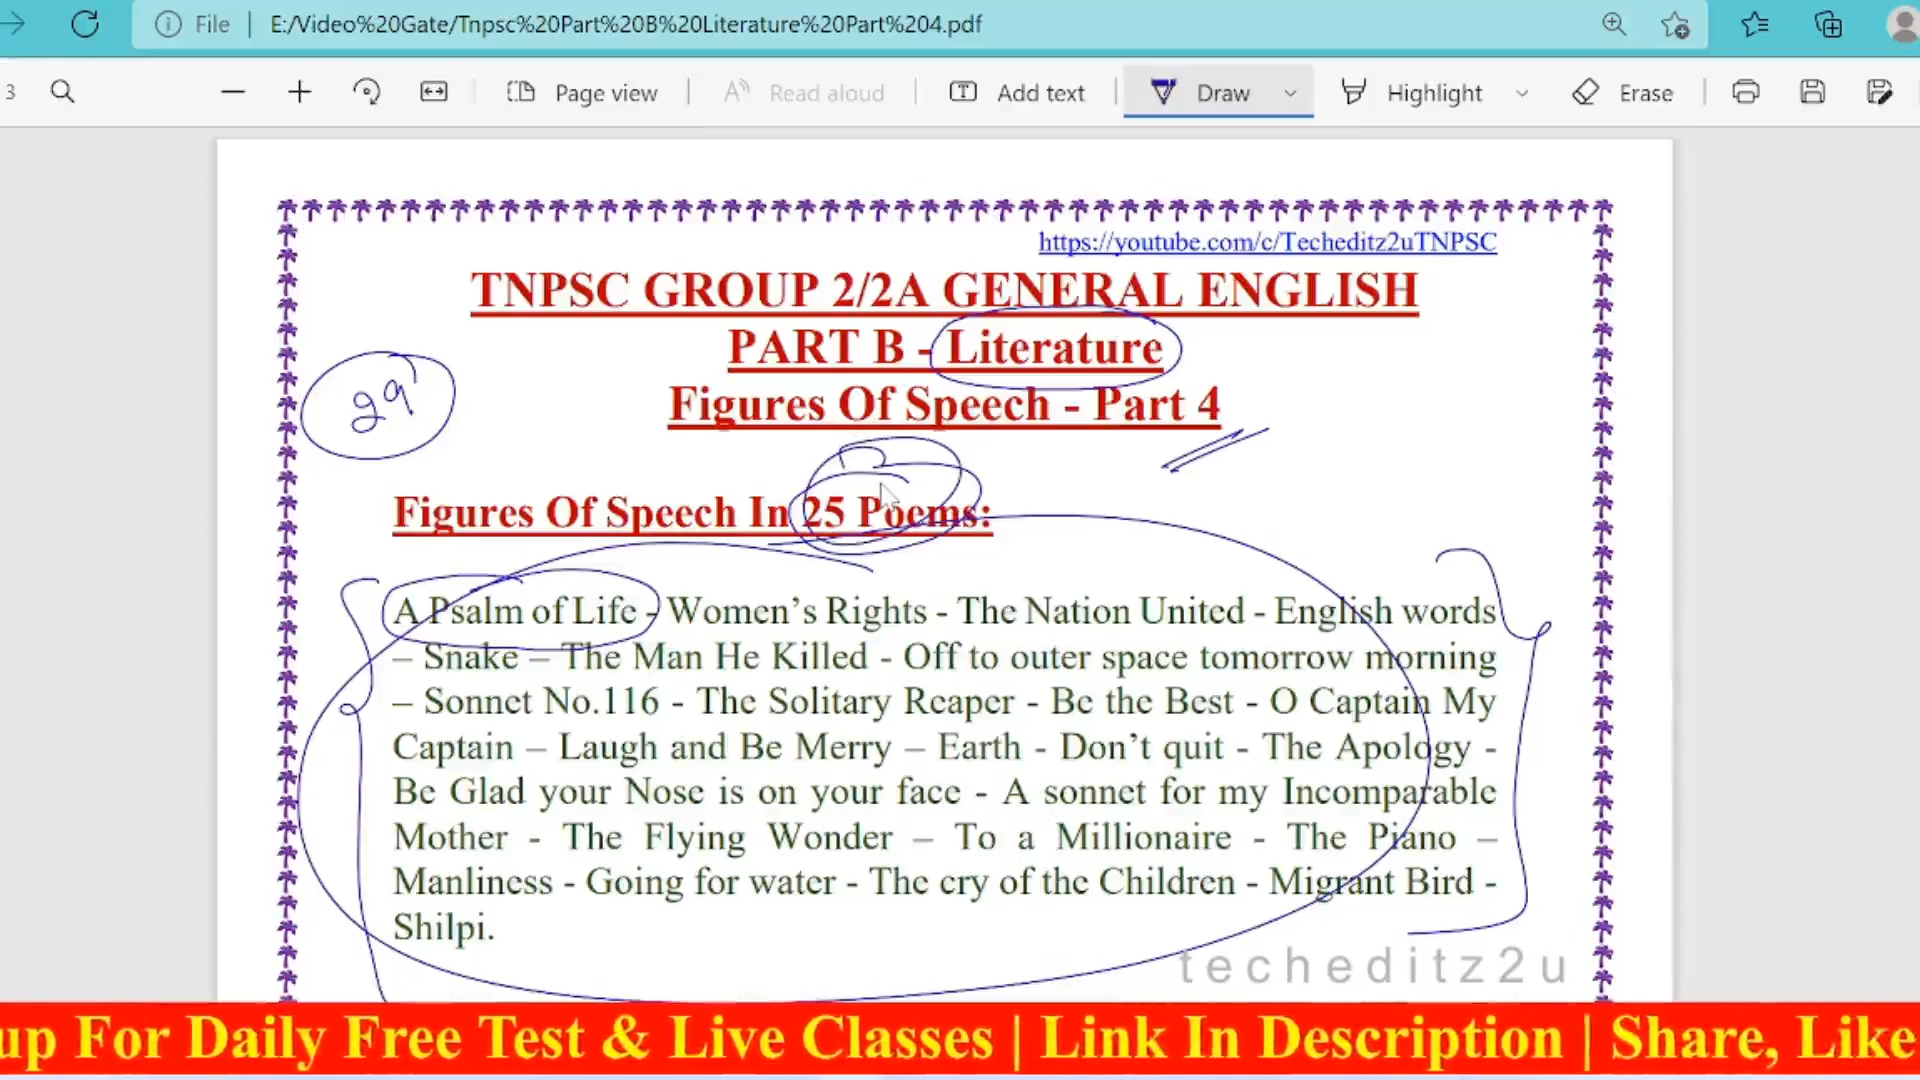 File | E:/Video%20Gate/Tnpsc%20Part%20B%20Literature%20Part%204.pdf
3 Page view Read aloud Add text Draw Highlight Erase
https://youtube.com/c/Techeditz2uTNPSC
TNPSC GROUP 2/2A GENERAL ENGLISH
PART B - Literature
29
Figures Of Speech - Part 4
Figures Of Speech In 25 Poems:
A Psalm of Life - Women’s Rights - The Nation United - English words
– Snake – The Man He Killed - Off to outer space tomorrow morning
– Sonnet No.116 - The Solitary Reaper - Be the Best - O Captain My
Captain – Laugh and Be Merry – Earth - Don’t quit - The Apology -
Be Glad your Nose is on your face - A sonnet for my Incomparable
Mother - The Flying Wonder – To a Millionaire - The Piano –
Manliness - Going for water - The cry of the Children - Migrant Bird -
Shilpi.
techeditz2u
up For Daily Free Test & Live Classes | Link In Description | Share, Like